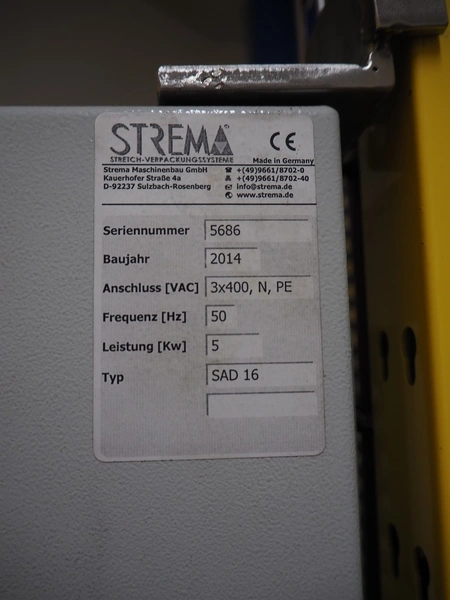 STREMA
CE
STRETCH-VERPACKUNGSSYSTEME
Made in Germany
Strema Maschinenbau GmbH
+(49)9661/8702-0
Kauerhofer Straße 4a
+(49)9661/8702-40
D-92237 Sulzbach-Rosenberg
info@strema.de
www.strema.de
Seriennummer 5686
Baujahr 2014
Anschluss [VAC] 3x400, N, PE
Frequenz [Hz] 50
Leistung [Kw] 5
Typ SAD 16